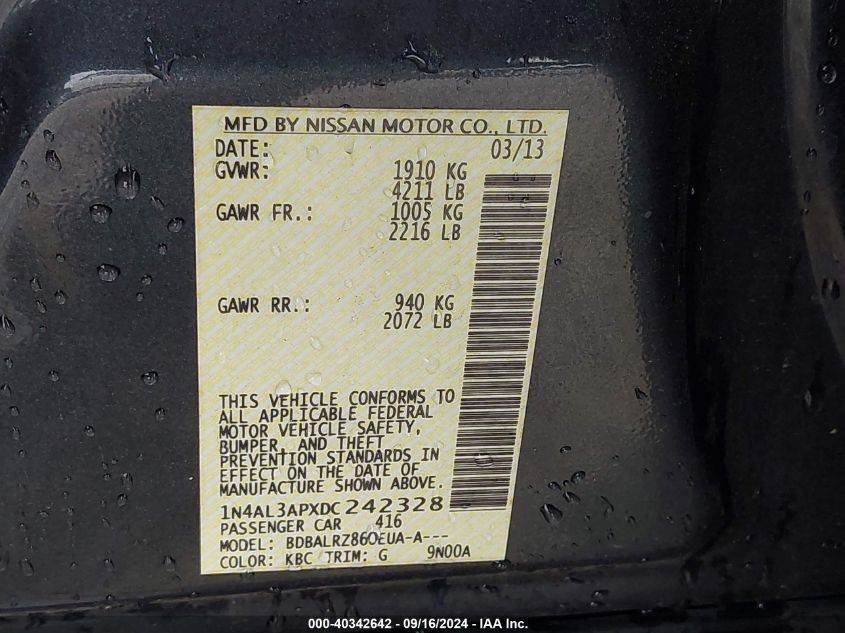 MFD BY NISSAN MOTOR CO., LTD.
DATE: 03/13
GVWR: 1910 KG
4211 LB
GAWR FR.: 1005 KG
2216 LB
GAWR RR.: 940 KG
2072 LB
THIS VEHICLE CONFORMS TO
ALL APPLICABLE FEDERAL
MOTOR VEHICLE SAFETY,
BUMPER, AND THEFT
PREVENTION STANDARDS IN
EFFECT ON THE DATE OF
MANUFACTURE SHOWN ABOVE.
1N4AL3APXDC242328
PASSENGER CAR 416
MODEL: BDBALRZ860EUA-A---
COLOR: KBC TRIM: G 9N00A
000-40342642 - 09/16/2024 - IAA Inc.